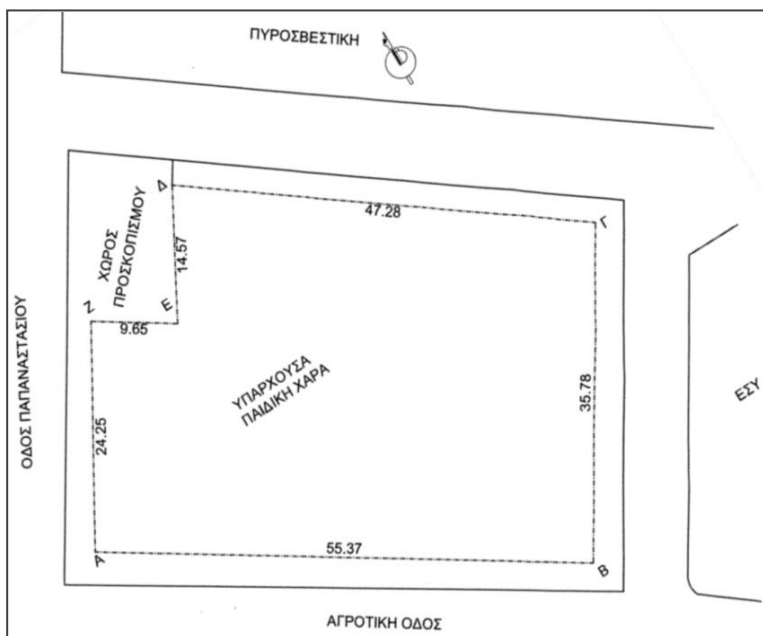 ΠΥΡΟΣΒΕΣΤΙΚΗ
Δ
47.28
Γ
ΧΩΡΟΣ
ΠΡΟΣΚΟΠΙΣΜΟΥ
14.57
Ζ
Ε
9.65
ΟΔΟΣ ΠΑΠΑΝΑΣΤΑΣΙΟΥ
ΥΠΑΡΧΟΥΣΑ
ΠΑΙΔΙΚΗ ΧΑΡΑ
35.78
ΕΣΥ
24.25
Α
55.37
Β
ΑΓΡΟΤΙΚΗ ΟΔΟΣ